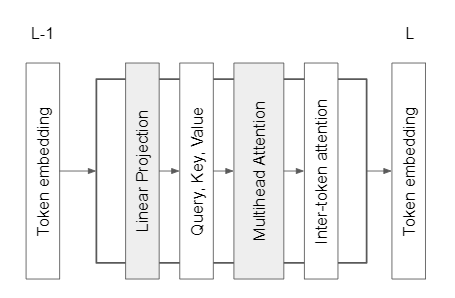 L-1
L
Token embedding
Linear Projection
Query, Key, Value
Multihead Attention
Inter-token attention
Token embedding